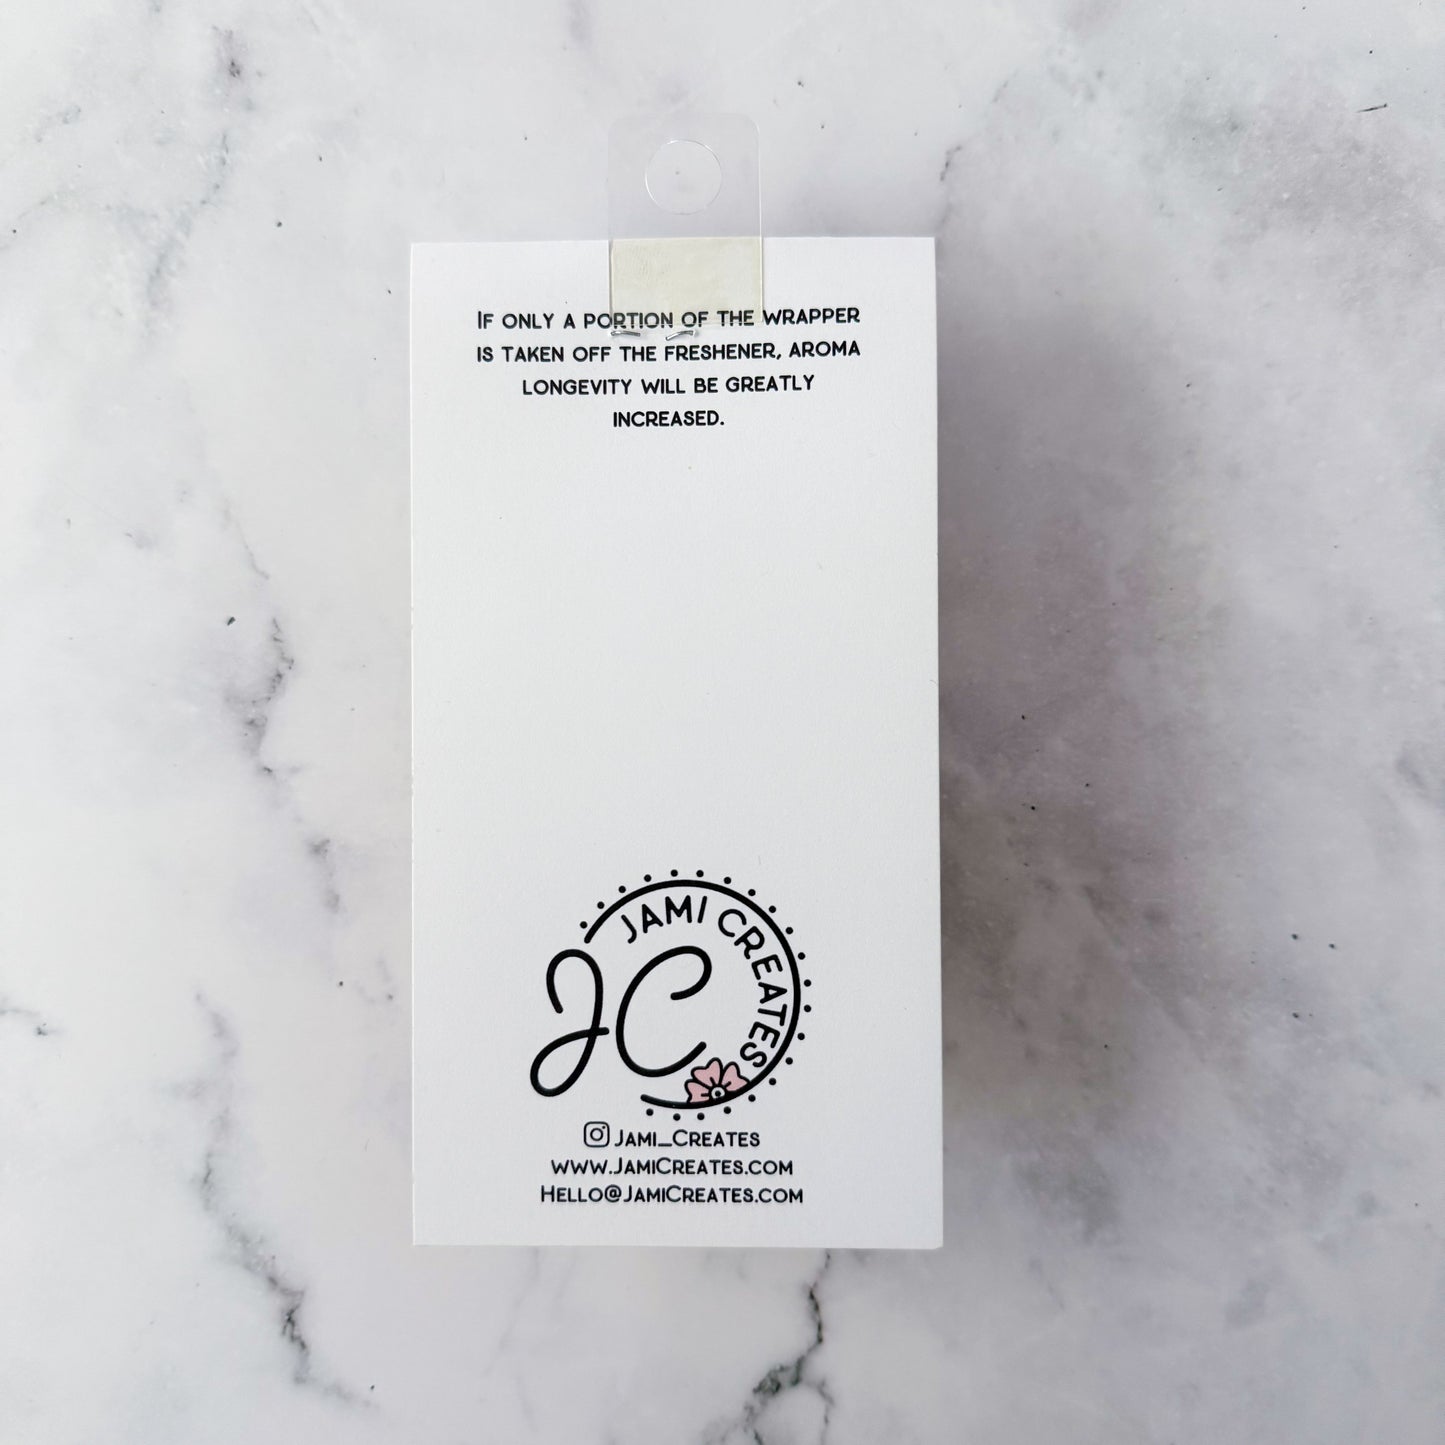 If only a portion of the wrapper
is taken off the freshener, aroma
longevity will be greatly
increased.
JAMI CREATES
JC
Jami_Creates
www.JamiCreates.com
Hello@JamiCreates.com